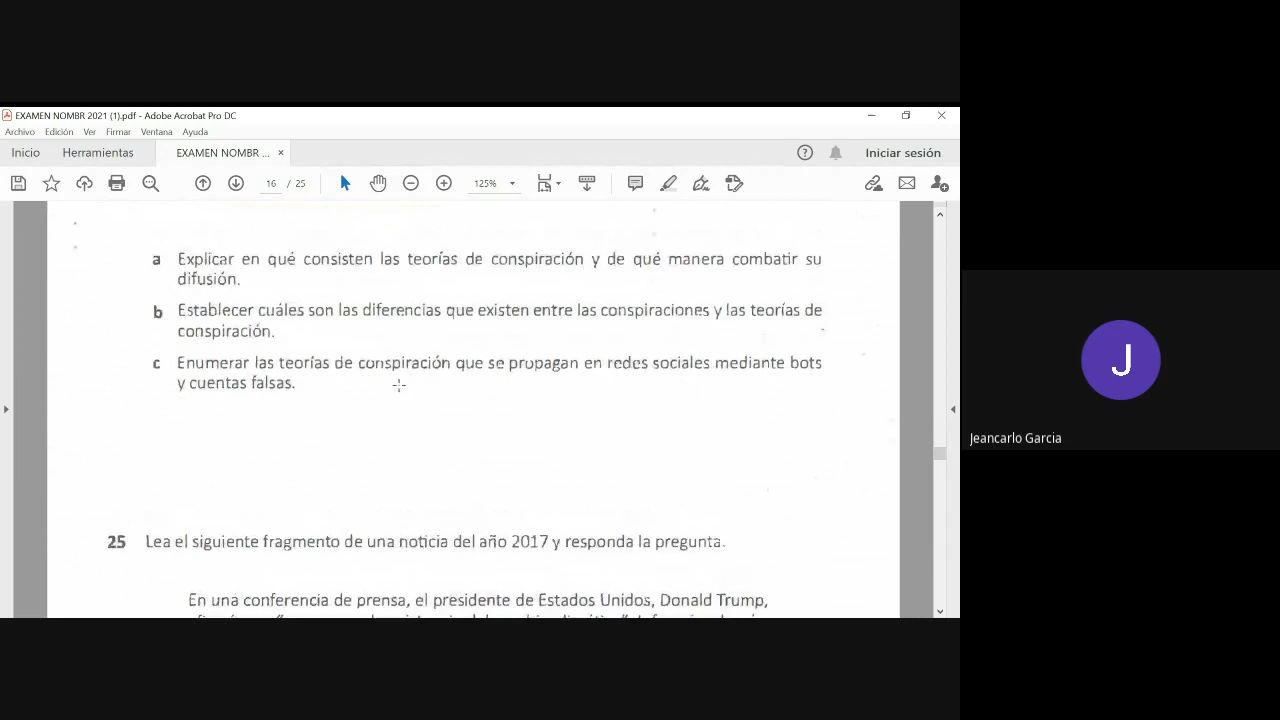 EXAMEN NOMBR 2021 (1).pdf - Adobe Acrobat Pro DC
Archivo Edición Ver Firmar Ventana Ayuda
Inicio Herramientas EXAMEN NOMBR ... × Iniciar sesión
16 / 25 125%
a Explicar en qué consisten las teorías de conspiración y de qué manera combatir su
difusión.
b Establecer cuáles son las diferencias que existen entre las conspiraciones y las teorías de
conspiración.
c Enumerar las teorías de conspiración que se propagan en redes sociales mediante bots
y cuentas falsas.
25 Lea el siguiente fragmento de una noticia del año 2017 y responda la pregunta.
En una conferencia de prensa, el presidente de Estados Unidos, Donald Trump,
J
Jeancarlo Garcia